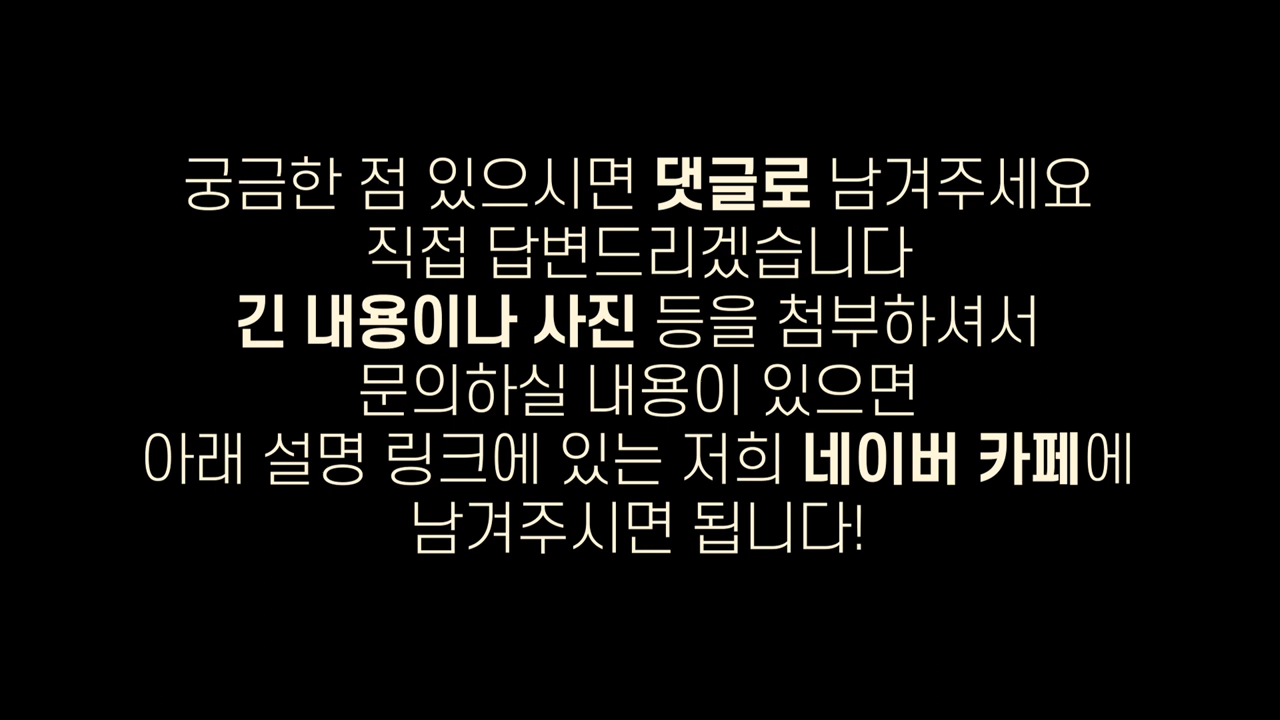 궁금한 점 있으시면 댓글로 남겨주세요
직접 답변드리겠습니다
긴 내용이나 사진 등을 첨부하셔서
문의하실 내용이 있으면
아래 설명 링크에 있는 저희 네이버 카페에
남겨주시면 됩니다!